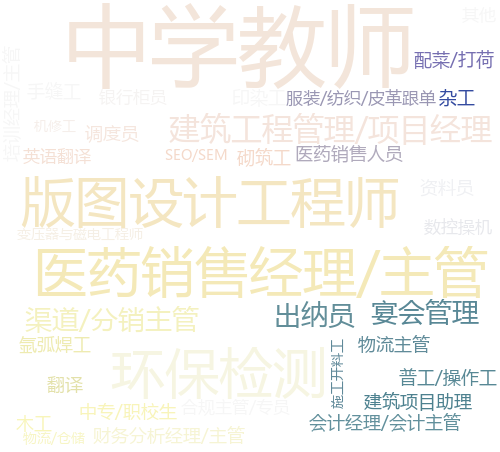 其他
中学教师
配菜/打荷
培训经理/主管
手缝工
银行柜员
印染工
服装/纺织/皮革跟单
杂工
机修工
调度员
建筑工程管理/项目经理
英语翻译
SEO/SEM
砌筑工
医药销售人员
版图设计工程师
资料员
数控操机
变压器与磁电工程师
医药销售经理/主管
渠道/分销主管
出纳员
宴会管理
氩弧焊工
环保检测
施工开料工
物流主管
翻译
普工/操作工
中专/职校生
合规主管/专员
建筑项目助理
木工
会计经理/会计主管
物流/仓储
财务分析经理/主管